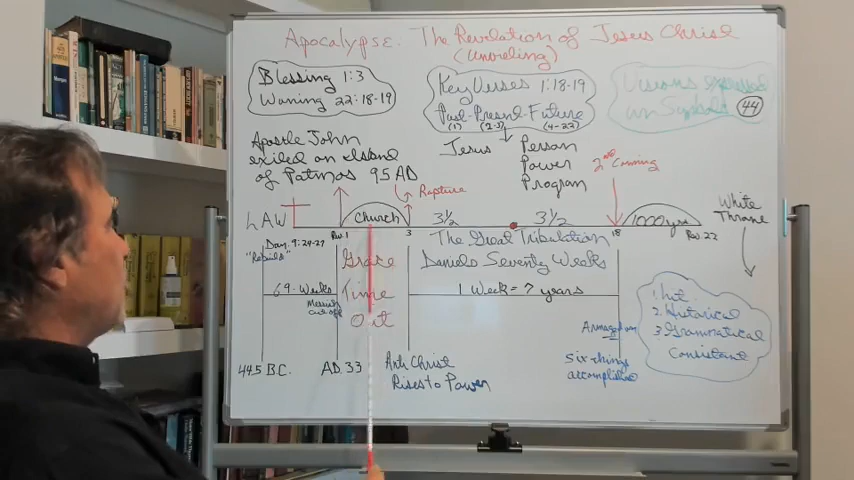 Apocalypse: The Revelation of Jesus Christ
(Unveiling)
Blessing 1:3
Waning 22:18-19
Key Verses 1:18-19
Past-Present-Future
(1) (2-3) (4-22)
Visions expressed
in Symbols 44
Apostle John
exiled on Island
of Patmos 95 AD
Jesus
Person
Power
Program
2nd Coming
Rapture
White
Throne
LAW
Church
3½
3½
1000 yrs
Rev. 1
3
18
Rev. 22
Dan. 9:24-27
"Rebuild"
The Great Tribulation
Daniels Seventy Weeks
Grace
Time
Out
69 Weeks
Messiah
cut off
1 Week = 7 years
445 B.C.
AD. 33
Anti Christ
Rises to Power
Armageddon
six things
accomplished
1. Lit.
2. Historical
3. Grammatical
Consistant